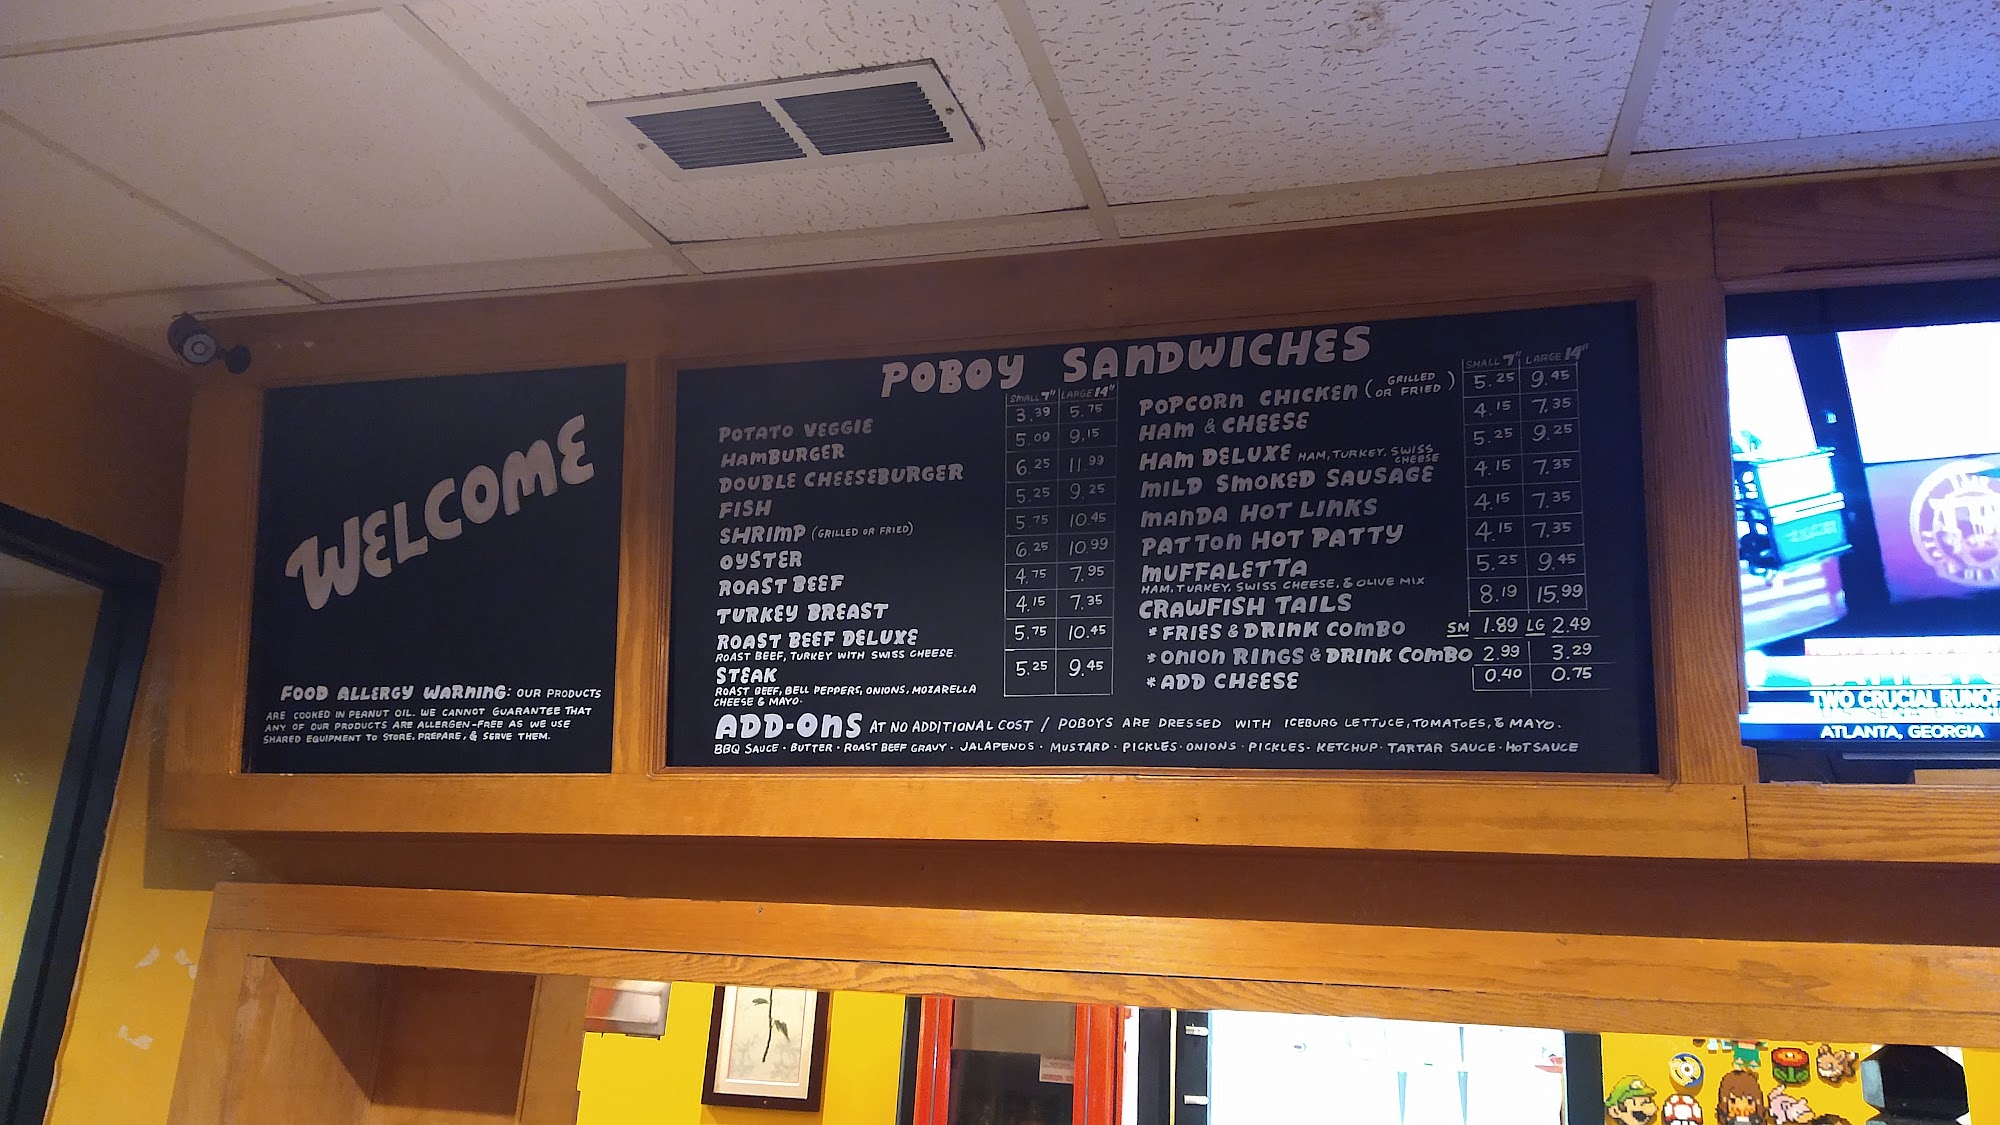 WELCOME
FOOD ALLERGY WARNING: OUR PRODUCTS
ARE COOKED IN PEANUT OIL. WE CANNOT GUARANTEE THAT
ANY OF OUR PRODUCTS ARE ALLERGEN-FREE AS WE USE
SHARED EQUIPMENT TO STORE, PREPARE, & SERVE THEM.
POBOY SANDWICHES
SMALL 7" LARGE 14"
POTATO VEGGIE 3.39 5.75
HAMBURGER 5.09 9.15
DOUBLE CHEESEBURGER 6.25 11.99
FISH 5.25 9.25
SHRIMP (GRILLED OR FRIED) 5.75 10.45
OYSTER 6.25 10.99
ROAST BEEF 4.75 7.95
TURKEY BREAST 4.15 7.35
ROAST BEEF DELUXE 5.75 10.45
ROAST BEEF, TURKEY WITH SWISS CHEESE.
STEAK 5.25 9.45
ROAST BEEF, BELL PEPPERS, ONIONS, MOZARELLA
CHEESE & MAYO.
SMALL 7" LARGE 14"
POPCORN CHICKEN (GRILLED OR FRIED) 5.25 9.45
HAM & CHEESE 4.15 7.35
HAM DELUXE HAM, TURKEY, SWISS CHEESE 5.25 9.25
MILD SMOKED SAUSAGE 4.15 7.35
MANDA HOT LINKS 4.15 7.35
PATTON HOT PATTY 4.15 7.35
MUFFALETTA 5.25 9.45
HAM, TURKEY, SWISS CHEESE, & OLIVE MIX
CRAWFISH TAILS 8.19 15.99
* FRIES & DRINK COMBO SM 1.89 LG 2.49
* ONION RINGS & DRINK COMBO 2.99 3.29
* ADD CHEESE 0.40 0.75
ADD-ONS AT NO ADDITIONAL COST / POBOYS ARE DRESSED WITH ICEBURG LETTUCE, TOMATOES, & MAYO.
BBQ SAUCE · BUTTER · ROAST BEEF GRAVY · JALAPENOS · MUSTARD · PICKLES · ONIONS · PICKLES · KETCHUP · TARTAR SAUCE · HOT SAUCE
TWO CRUCIAL RUNOF
ATLANTA, GEORGIA